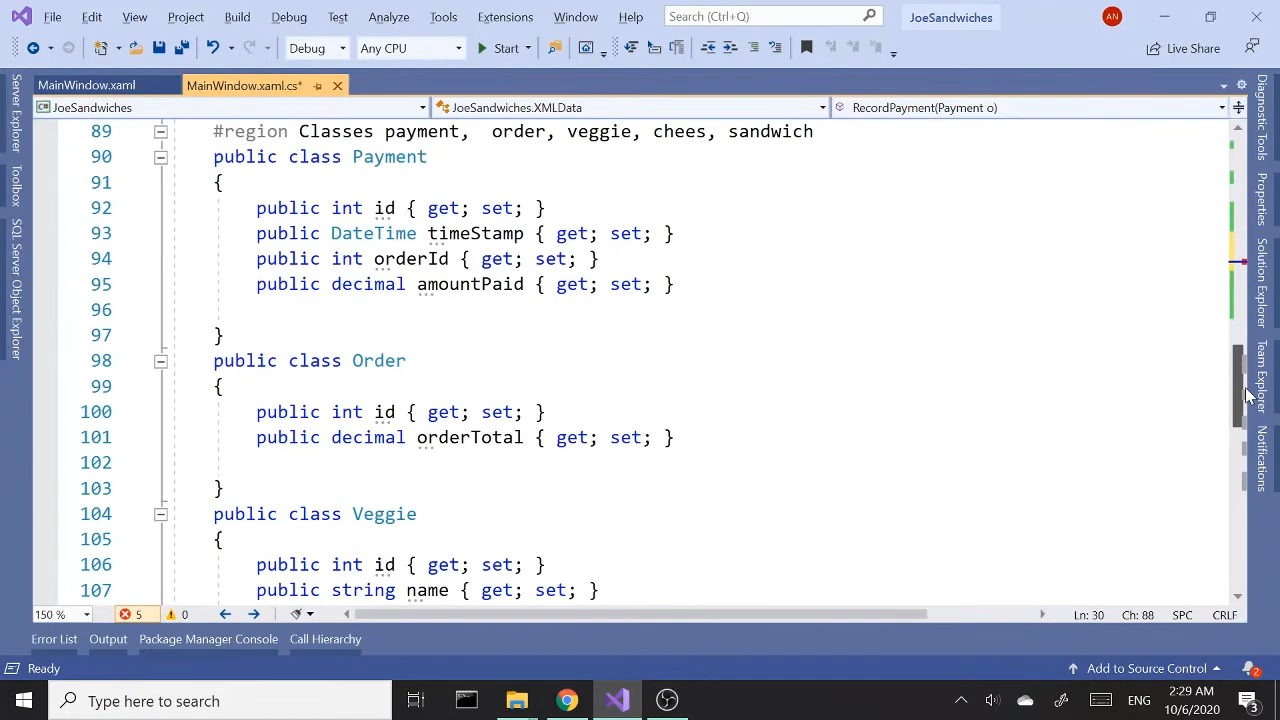 File Edit View Project Build Debug Test Analyze Tools Extensions Window Help Search (Ctrl+Q) JoeSandwiches AN
Debug Any CPU Start Live Share
MainWindow.xaml MainWindow.xaml.cs*
JoeSandwiches JoeSandwiches.XMLData RecordPayment(Payment o)
89 #region Classes payment, order, veggie, chees, sandwich
90 public class Payment
91 {
92 public int id { get; set; }
93 public DateTime timeStamp { get; set; }
94 public int orderId { get; set; }
95 public decimal amountPaid { get; set; }
96
97 }
98 public class Order
99 {
100 public int id { get; set; }
101 public decimal orderTotal { get; set; }
102
103 }
104 public class Veggie
105 {
106 public int id { get; set; }
107 public string name { get; set; }
Server Explorer
Toolbox
SQL Server Object Explorer
Diagnostic Tools
Properties
Solution Explorer
Team Explorer
Notifications
150 % 5 0 Ln: 30 Ch: 88 SPC CRLF
Error List Output Package Manager Console Call Hierarchy
Ready Add to Source Control 2
Type here to search ENG
:29 AM
10/6/2020
3